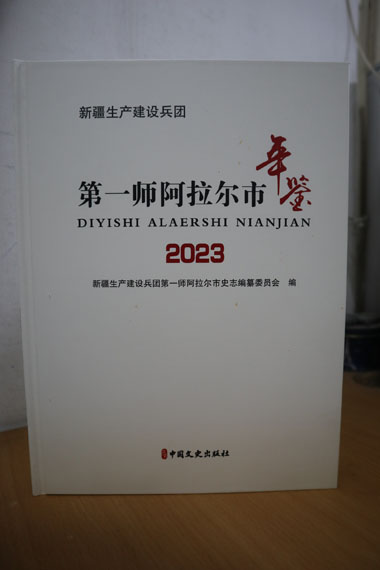 新疆生产建设兵团
第一师阿拉尔市年鉴
DIYISHI ALAERSHI NIANJIAN
2023
新疆生产建设兵团第一师阿拉尔市史志编纂委员会 编
中国文史出版社